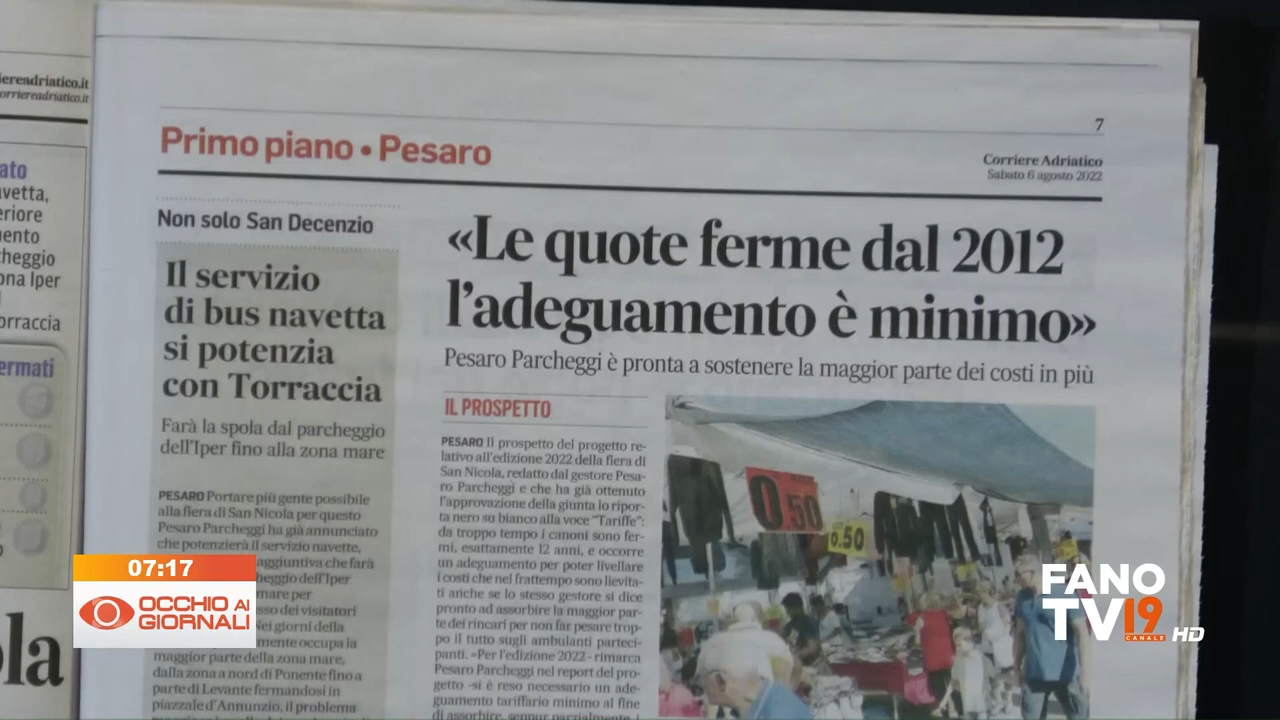 iereadriatico.it
orriereadriatico.it
ato
avetta,
eriore
cheggio
ona Iper
orraccia
ermati
ola
7
Primo piano • Pesaro
Corriere Adriatico
Sabato 6 agosto 2022
Non solo San Decenzio
Il servizio
di bus navetta
si potenzia
con Torraccia
Farà la spola dal parcheggio
dell'Iper fino alla zona mare
PESARO Portare più gente possibile
alla fiera di San Nicola per questo
Pesaro Parcheggi ha già annunciato
che potenzierà il servizio navette,
aggiuntiva che farà
heggio dell'Iper
mare per
sso dei visitatori
Nei giorni della
mente occupa la
maggior parte della zona mare,
dalla zona a nord di Ponente fino a
parte di Levante fermandosi in
piazzale d'Annunzio, il problema
«Le quote ferme dal 2012
l'adeguamento è minimo»
Pesaro Parcheggi è pronta a sostenere la maggior parte dei costi in più
IL PROSPETTO
PESARO Il prospetto del progetto re-
lativo all'edizione 2022 della fiera di
San Nicola, redatto dal gestore Pesa-
ro Parcheggi e che ha già ottenuto
l'approvazione della giunta lo ripor-
ta nero su bianco alla voce "Tariffe":
da troppo tempo i canoni sono fer-
mi, esattamente 12 anni, e occorre
un adeguamento per poter livellare
i costi che nel frattempo sono lievita-
ti anche se lo stesso gestore si dice
pronto ad assorbire la maggior par-
te dei rincari per non far pesare trop-
po il tutto sugli ambulanti parteci-
panti. «Per l'edizione 2022 - rimarca
Pesaro Parcheggi nel report del pro-
getto -si è reso necessario un ade-
guamento tariffario minimo al fine
di assorbire, seppur parzialmente, i
0.50
0.50
07:17
OCCHIO AI
GIORNALI
FANO
TV19
CANALE
HD